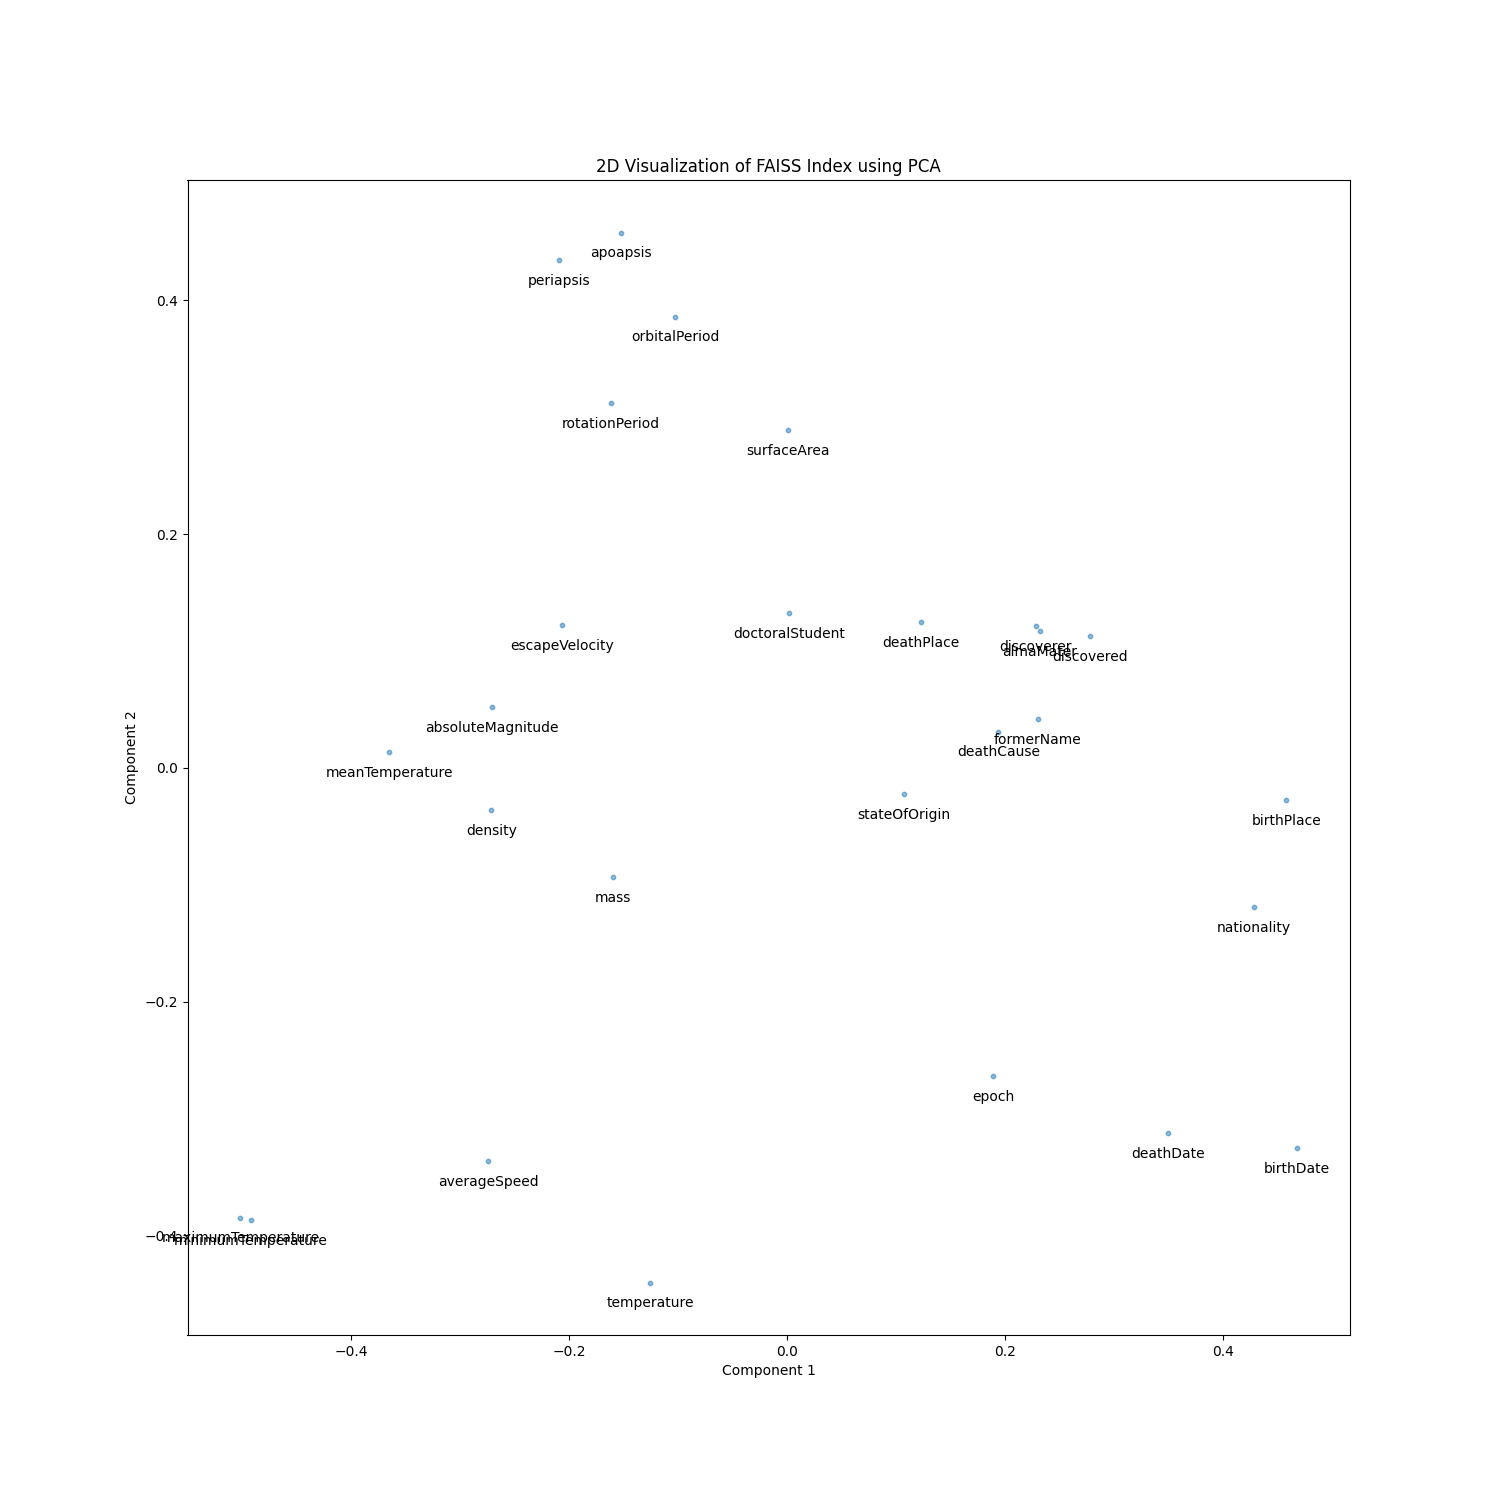 2D Visualization of FAISS Index using PCA
apoapsis
periapsis
0.4
orbitalPeriod
rotationPeriod
surfaceArea
0.2
doctoralStudent
deathPlace
escapeVelocity
discoverer
almaMater
discovered
absoluteMagnitude
formerName
deathCause
0.0
meanTemperature
Component 2
stateOfOrigin
birthPlace
density
mass
nationality
−0.2
epoch
deathDate
birthDate
averageSpeed
−0.4
maximumTemperature
minimumTemperature
temperature
−0.4 −0.2 0.0 0.2 0.4
Component 1